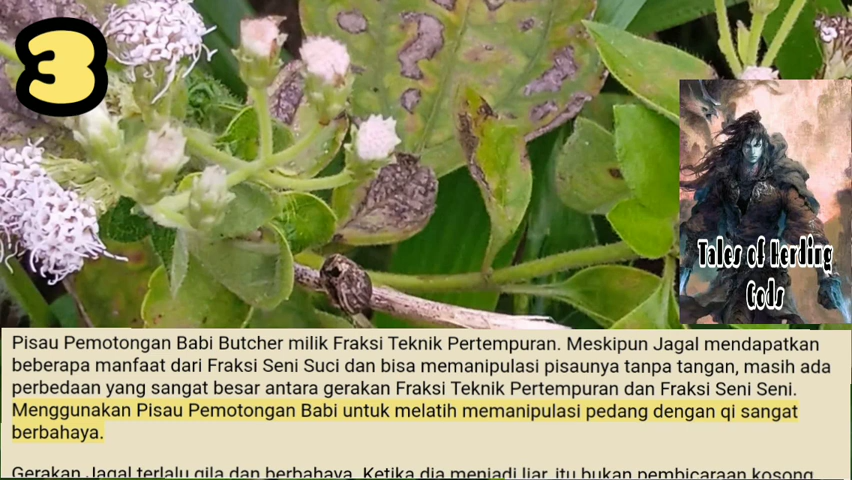 3
Tales of Herding
Gods
Pisau Pemotongan Babi Butcher milik Fraksi Teknik Pertempuran. Meskipun Jagal mendapatkan
beberapa manfaat dari Fraksi Seni Suci dan bisa memanipulasi pisaunya tanpa tangan, masih ada
perbedaan yang sangat besar antara gerakan Fraksi Teknik Pertempuran dan Fraksi Seni Seni.
Menggunakan Pisau Pemotongan Babi untuk melatih memanipulasi pedang dengan qi sangat
berbahaya.
Gerakan Jagal terlalu gila dan berbahaya. Ketika dia menjadi liar, itu bukan pembicaraan kosong